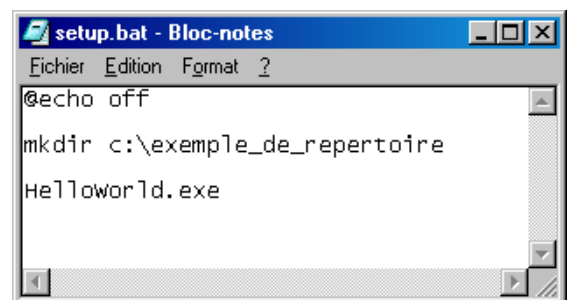 setup.bat - Bloc-notes
Fichier Edition Format ?
@echo off
mkdir c:\exemple_de_repertoire
HelloWorld.exe